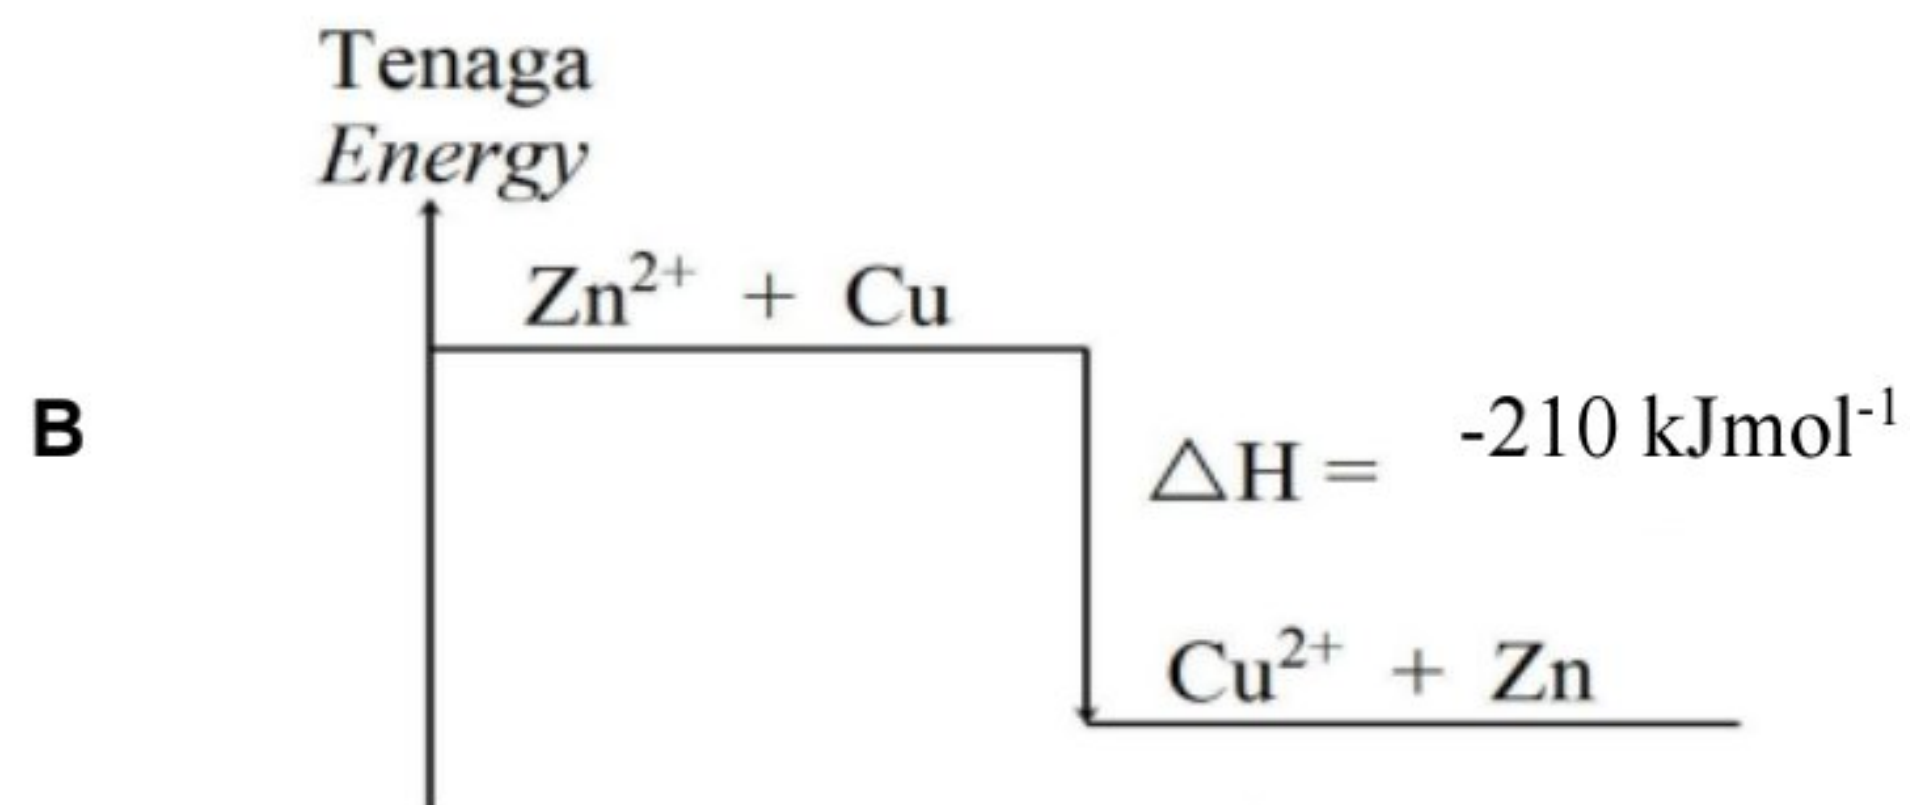 Tenaga
Energy
Zn²⁺ + Cu
B
△H = -210 kJmol⁻¹
Cu²⁺ + Zn